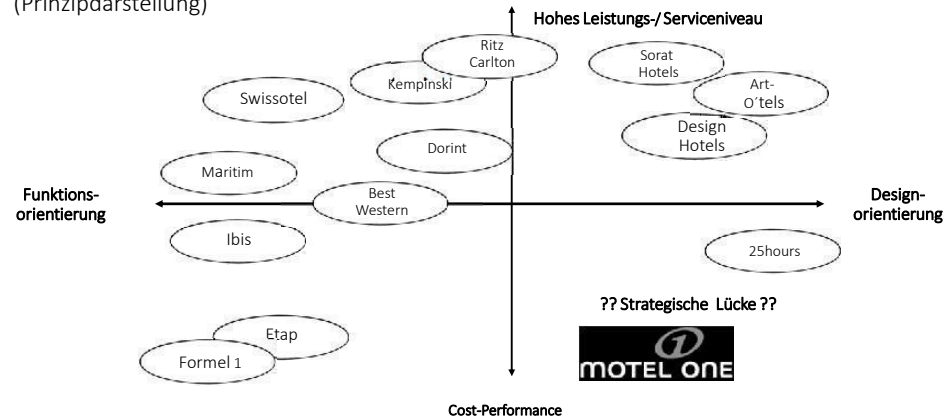 (Prinzipdarstellung)
Hohes Leistungs-/ Serviceniveau
Ritz
Carlton
Sorat
Hotels
Kempinski
Art-
O´tels
Swissotel
Design
Hotels
Dorint
Maritim
Funktions-
orientierung
Best
Western
Design-
orientierung
Ibis
25hours
?? Strategische Lücke ??
Etap
Formel 1
MOTEL ONE
Cost-Performance